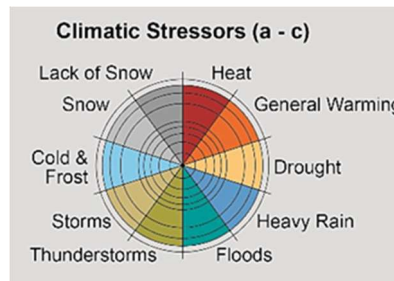 Climatic Stressors (a - c)
Lack of Snow
Heat
Snow
General Warming
Cold &
Frost
Drought
Storms
Heavy Rain
Thunderstorms
Floods